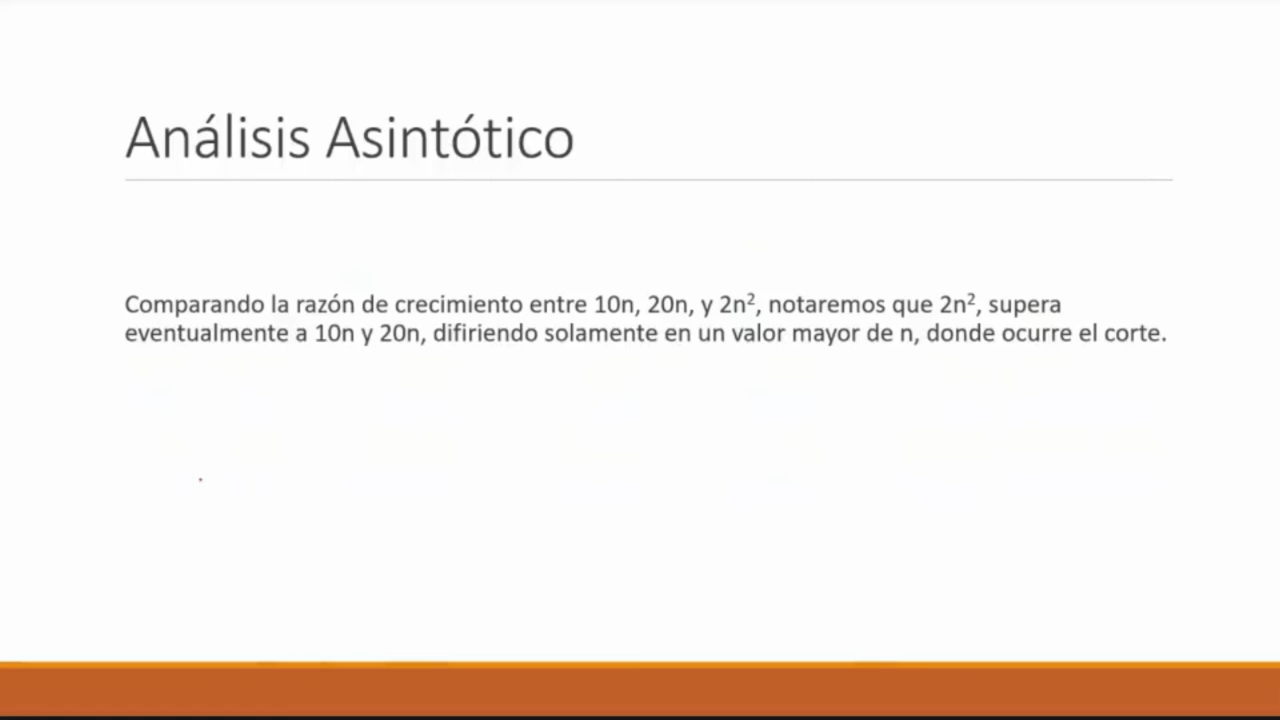 Análisis Asintótico
Comparando la razón de crecimiento entre 10n, 20n, y 2n², notaremos que 2n², supera
eventualmente a 10n y 20n, difiriendo solamente en un valor mayor de n, donde ocurre el corte.
.